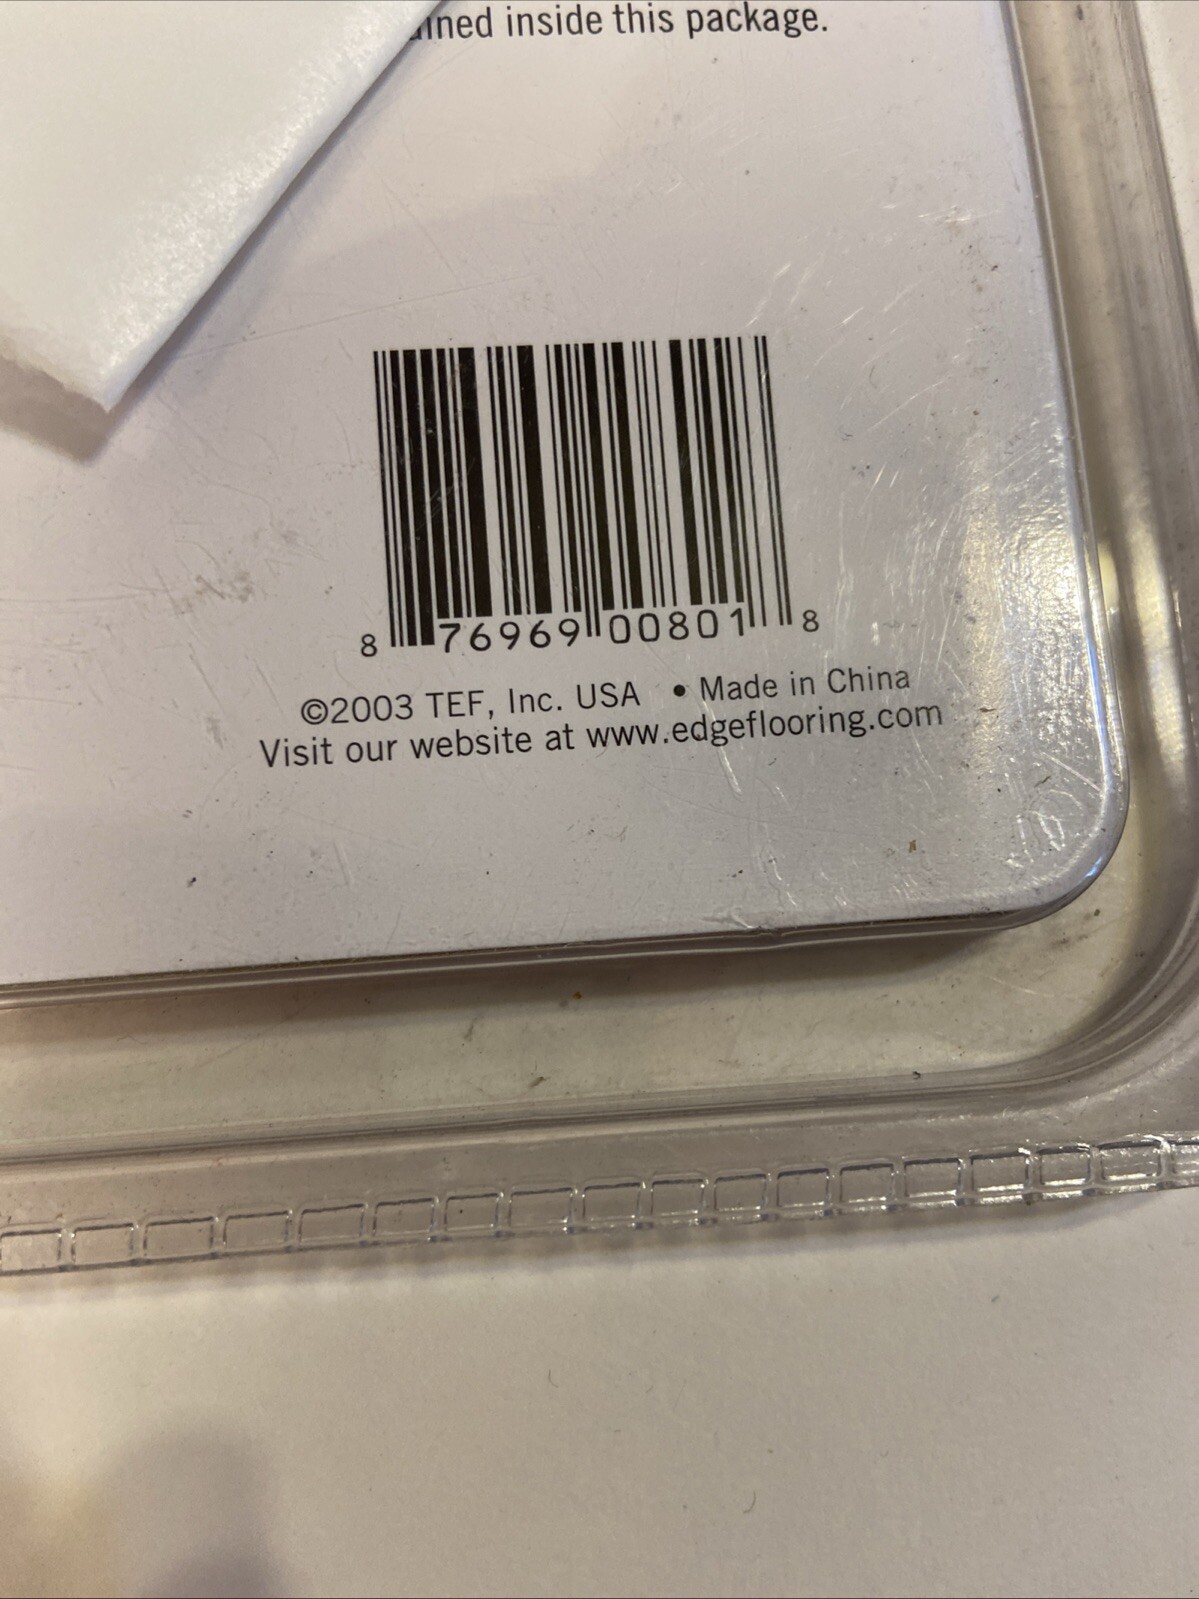 inside this package.
8 76969 00801 8
©2003 TEF, Inc. USA • Made in China
Visit our website at www.edgeflooring.com